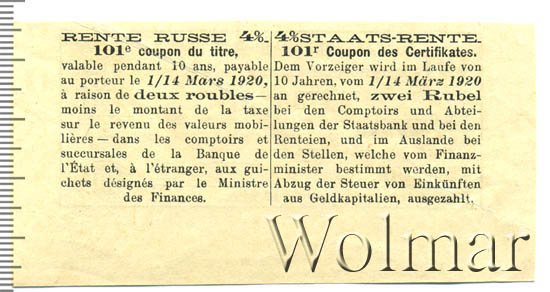 RENTE RUSSE 4%.
101e coupon du titre,
valable pendant 10 ans, payable
au porteur le 1/14 Mars 1920,
à raison de deux roubles—
moins le montant de la taxe
sur le revenu des valeurs mobi-
lières—dans les comptoirs et
succursales de la Banque de
l'État et, à l'étranger, aux gui-
chets désignés par le Ministre
des Finances.
4% STAATS-RENTE.
101r Coupon des Certifikates.
Dem Vorzeiger wird im Laufe von
10 Jahren, vom 1/14 März 1920
an gerechnet, zwei Rubel
bei den Comptoirs und Abtei-
lungen der Staatsbank und bei den
Renteien, und im Auslande bei
den Stellen, welche vom Finanz-
minister bestimmt werden, mit
Abzug der Steuer von Einkünften
aus Geldkapitalien, ausgezahlt.
Wolmar